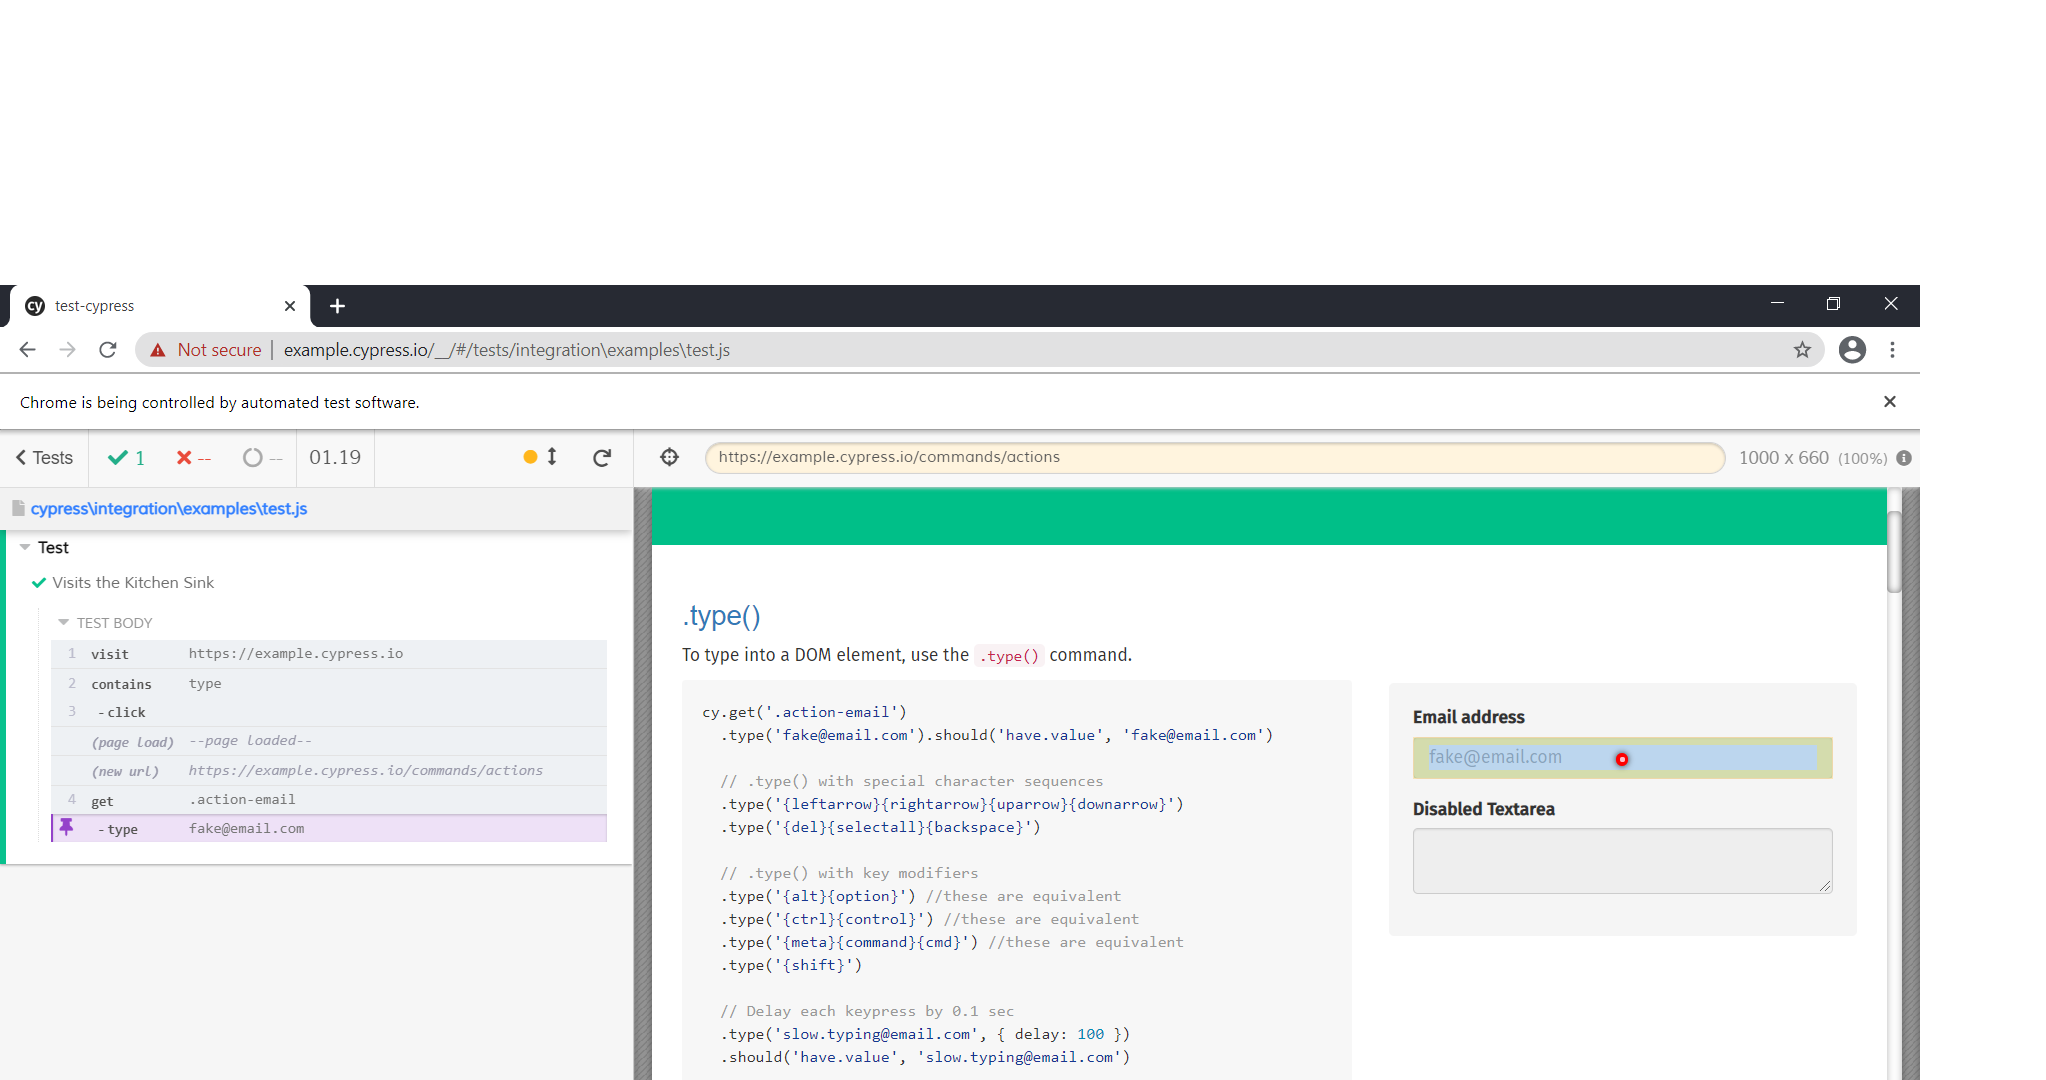 test-cypress
Not secure | example.cypress.io/__/#/tests/integration\examples\test.js
Chrome is being controlled by automated test software.
Tests 1 -- -- 01.19
https://example.cypress.io/commands/actions 1000 x 660 (100%)
cypress\integration\examples\test.js
Test
Visits the Kitchen Sink
TEST BODY
1 visit https://example.cypress.io
2 contains type
3 -click
(page load) --page loaded--
(new url) https://example.cypress.io/commands/actions
4 get .action-email
-type fake@email.com
.type()
To type into a DOM element, use the .type() command.
cy.get('.action-email')
.type('fake@email.com').should('have.value', 'fake@email.com')
// .type() with special character sequences
.type('{leftarrow}{rightarrow}{uparrow}{downarrow}')
.type('{del}{selectall}{backspace}')
// .type() with key modifiers
.type('{alt}{option}') //these are equivalent
.type('{ctrl}{control}') //these are equivalent
.type('{meta}{command}{cmd}') //these are equivalent
.type('{shift}')
// Delay each keypress by 0.1 sec
.type('slow.typing@email.com', { delay: 100 })
.should('have.value', 'slow.typing@email.com')
Email address
fake@email.com
Disabled Textarea